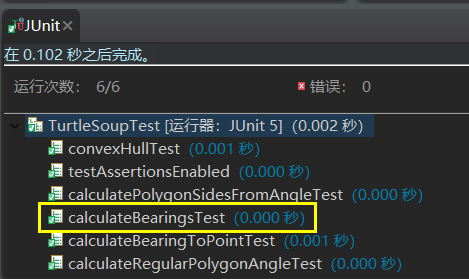 JUnit
在 0.102 秒之后完成。
运行次数： 6/6 错误： 0
TurtleSoupTest [运行器：JUnit 5] (0.002 秒)
convexHullTest (0.001 秒)
testAssertionsEnabled (0.000 秒)
calculatePolygonSidesFromAngleTest (0.000 秒)
calculateBearingsTest (0.000 秒)
calculateBearingToPointTest (0.001 秒)
calculateRegularPolygonAngleTest (0.000 秒)